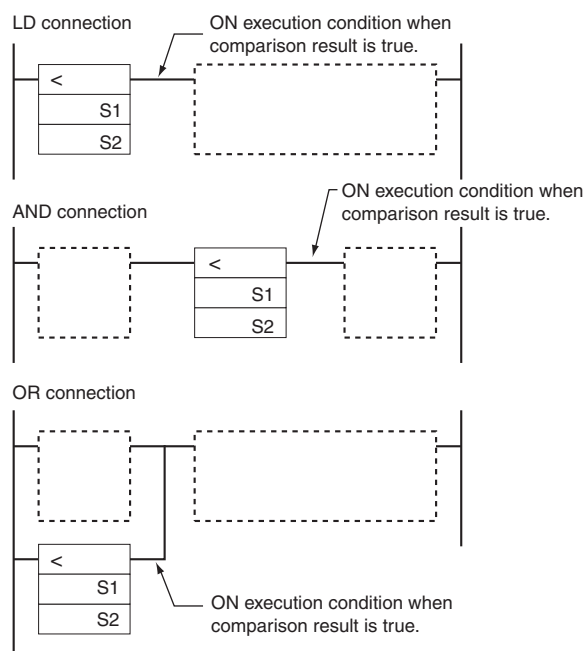 LD connection
ON execution condition when
comparison result is true.
<
S1
S2
AND connection
ON execution condition when
comparison result is true.
<
S1
S2
OR connection
<
S1
S2
ON execution condition when
comparison result is true.